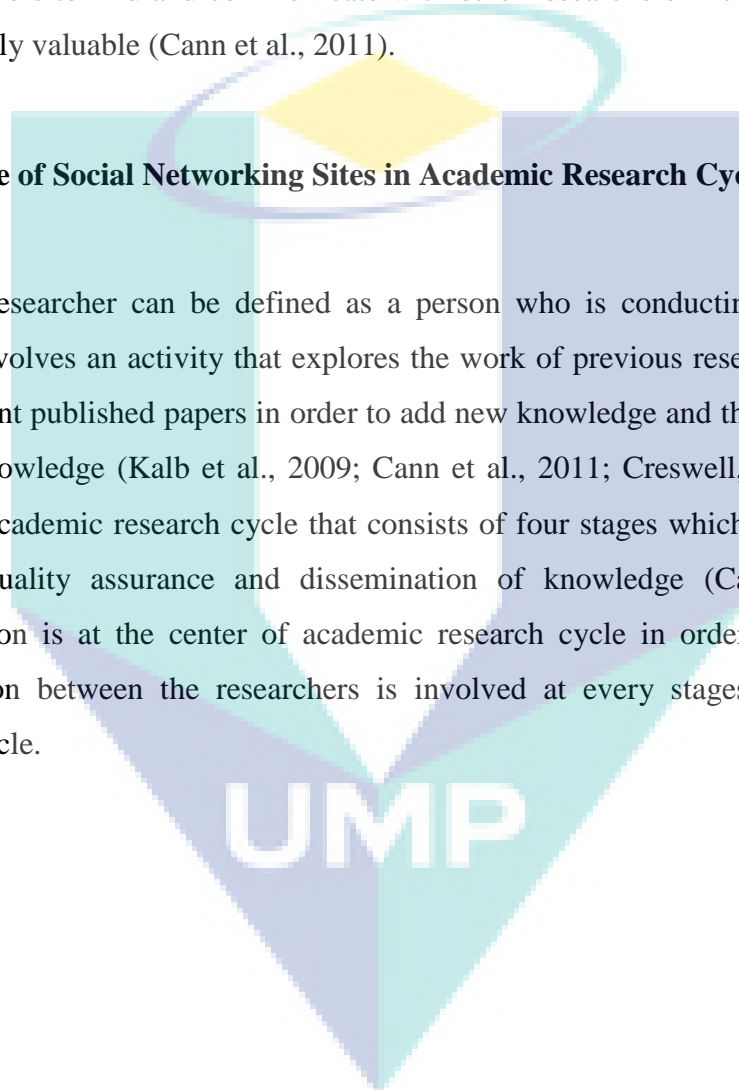 ly valuable (Cann et al., 2011).
e of Social Networking Sites in Academic Research Cy
esearcher can be defined as a person who is conductin
volves an activity that explores the work of previous rese
nt published papers in order to add new knowledge and th
owledge (Kalb et al., 2009; Cann et al., 2011; Creswell,
cademic research cycle that consists of four stages which
uality assurance and dissemination of knowledge (Ca
on is at the center of academic research cycle in order
on between the researchers is involved at every stages
cle.
UMP